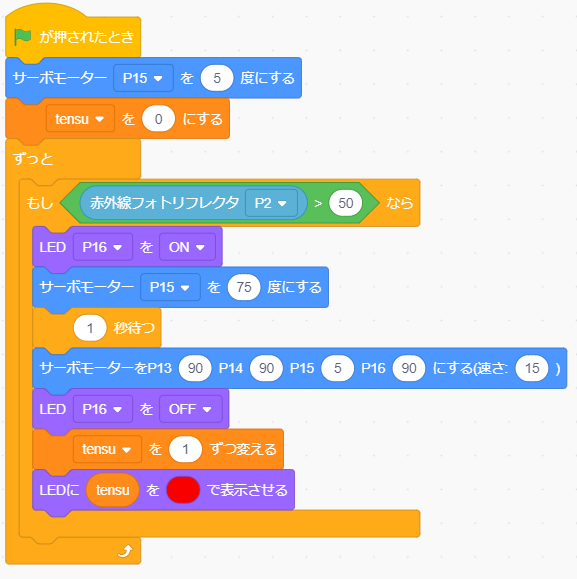 が押されたとき
サーボモーター P15 を 5 度にする
tensu を 0 にする
ずっと
もし 赤外線フォトリフレクタ P2 > 50 なら
LED P16 を ON
サーボモーター P15 を 75 度にする
1 秒待つ
サーボモーターをP13 90 P14 90 P15 5 P16 90 にする(速さ: 15 )
LED P16 を OFF
tensu を 1 ずつ変える
LEDに tensu を で表示させる